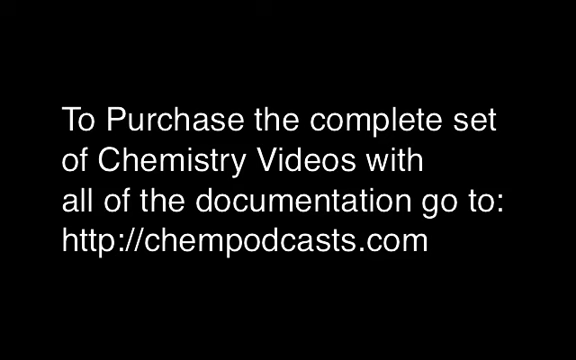 To Purchase the complete set
of Chemistry Videos with
all of the documentation go to:
http://chempodcasts.com